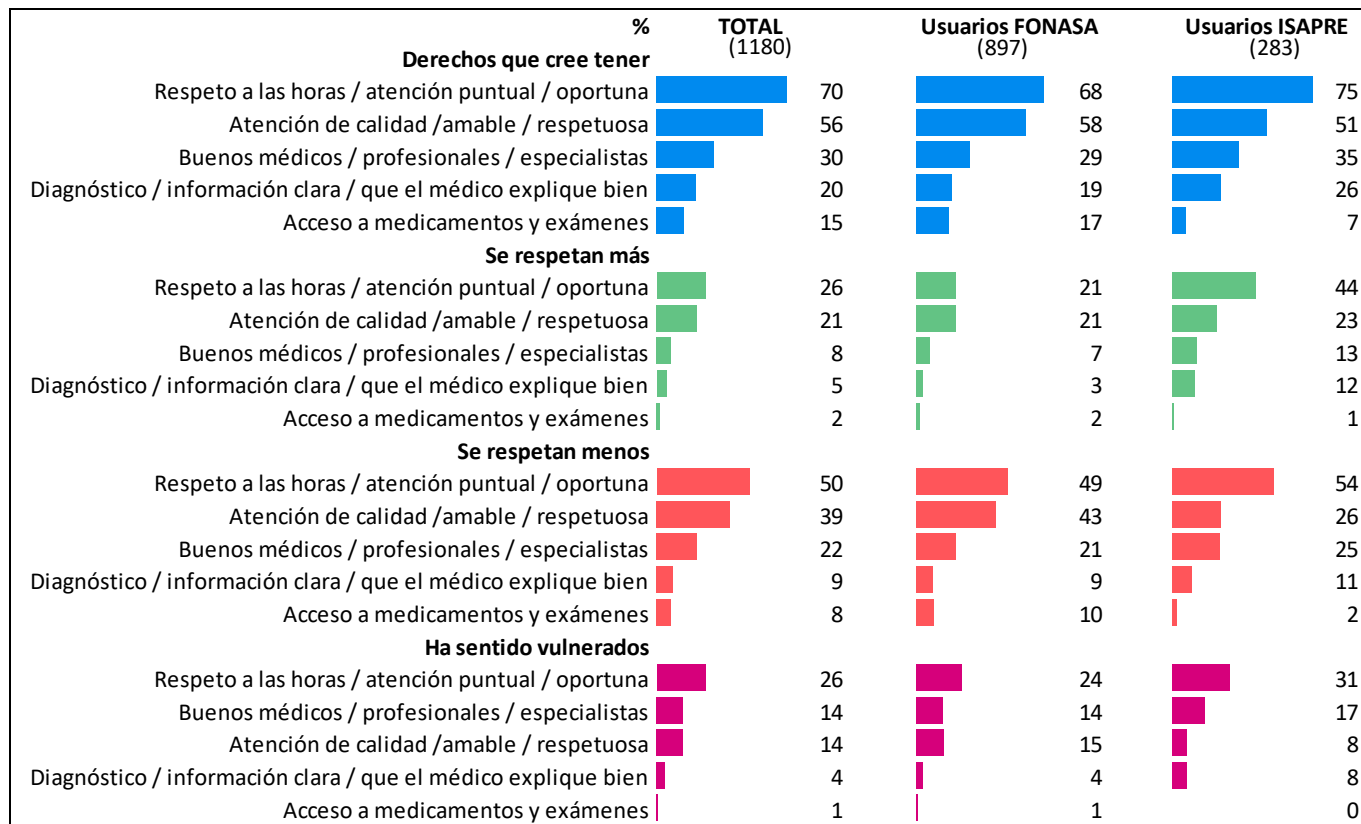 % TOTAL Usuarios FONASA Usuarios ISAPRE
(1180) (897) (283)
Derechos que cree tener
Respeto a las horas / atención puntual / oportuna 70 68 75
Atención de calidad /amable / respetuosa 56 58 51
Buenos médicos / profesionales / especialistas 30 29 35
Diagnóstico / información clara / que el médico explique bien 20 19 26
Acceso a medicamentos y exámenes 15 17 7
Se respetan más
Respeto a las horas / atención puntual / oportuna 26 21 44
Atención de calidad /amable / respetuosa 21 21 23
Buenos médicos / profesionales / especialistas 8 7 13
Diagnóstico / información clara / que el médico explique bien 5 3 12
Acceso a medicamentos y exámenes 2 2 1
Se respetan menos
Respeto a las horas / atención puntual / oportuna 50 49 54
Atención de calidad /amable / respetuosa 39 43 26
Buenos médicos / profesionales / especialistas 22 21 25
Diagnóstico / información clara / que el médico explique bien 9 9 11
Acceso a medicamentos y exámenes 8 10 2
Ha sentido vulnerados
Respeto a las horas / atención puntual / oportuna 26 24 31
Buenos médicos / profesionales / especialistas 14 14 17
Atención de calidad /amable / respetuosa 14 15 8
Diagnóstico / información clara / que el médico explique bien 4 4 8
Acceso a medicamentos y exámenes 1 1 0